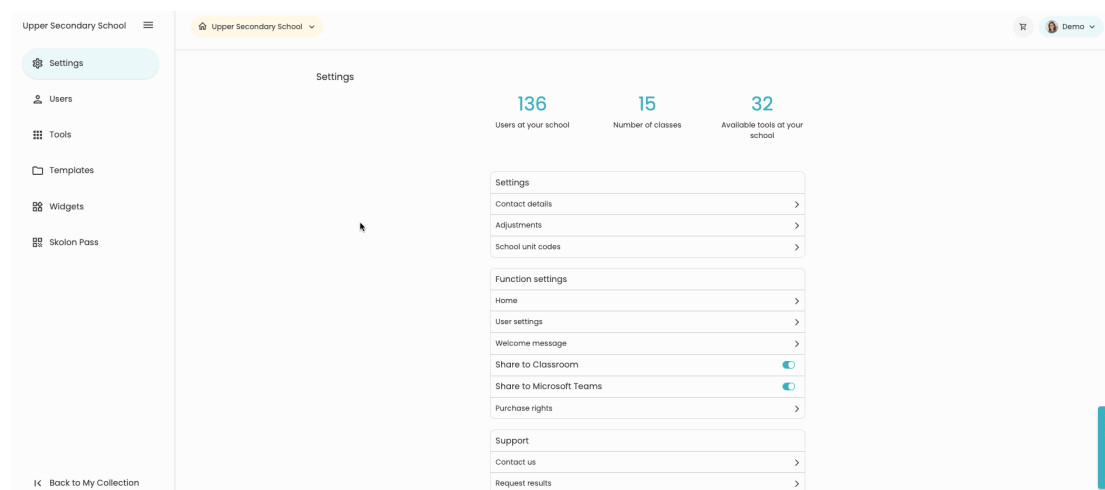 Upper Secondary School
Upper Secondary School
Demo
Settings
Users
Tools
Templates
Widgets
Skolon Pass
Back to My Collection
Settings
136
Users at your school
15
Number of classes
32
Available tools at your
school
Settings
Contact details
Adjustments
School unit codes
Function settings
Home
User settings
Welcome message
Share to Classroom
Share to Microsoft Teams
Purchase rights
Support
Contact us
Request results